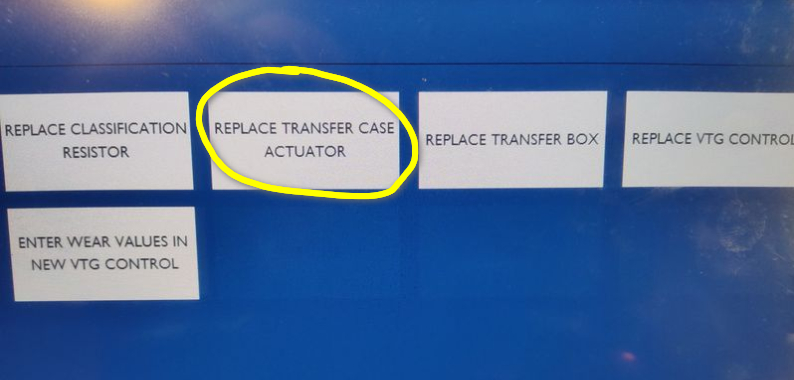 REPLACE CLASSIFICATION
RESISTOR
REPLACE TRANSFER CASE
ACTUATOR
REPLACE TRANSFER BOX
REPLACE VTG CONTROL
ENTER WEAR VALUES IN
NEW VTG CONTROL